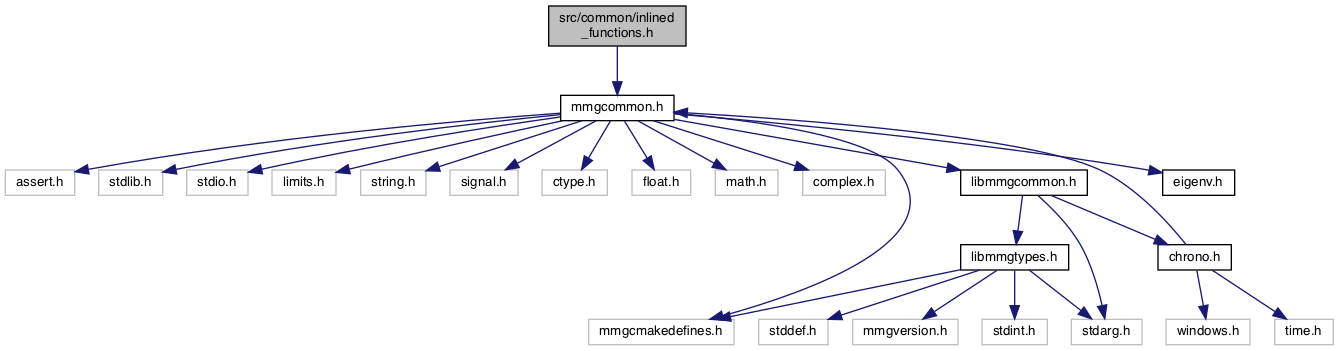 src/common/inlined
_functions.h
mmgcommon.h
assert.h
stdlib.h
stdio.h
limits.h
string.h
signal.h
ctype.h
float.h
math.h
complex.h
libmmgcommon.h
eigenv.h
libmmgtypes.h
chrono.h
mmgcmakedefines.h
stddef.h
mmgversion.h
stdint.h
stdarg.h
windows.h
time.h